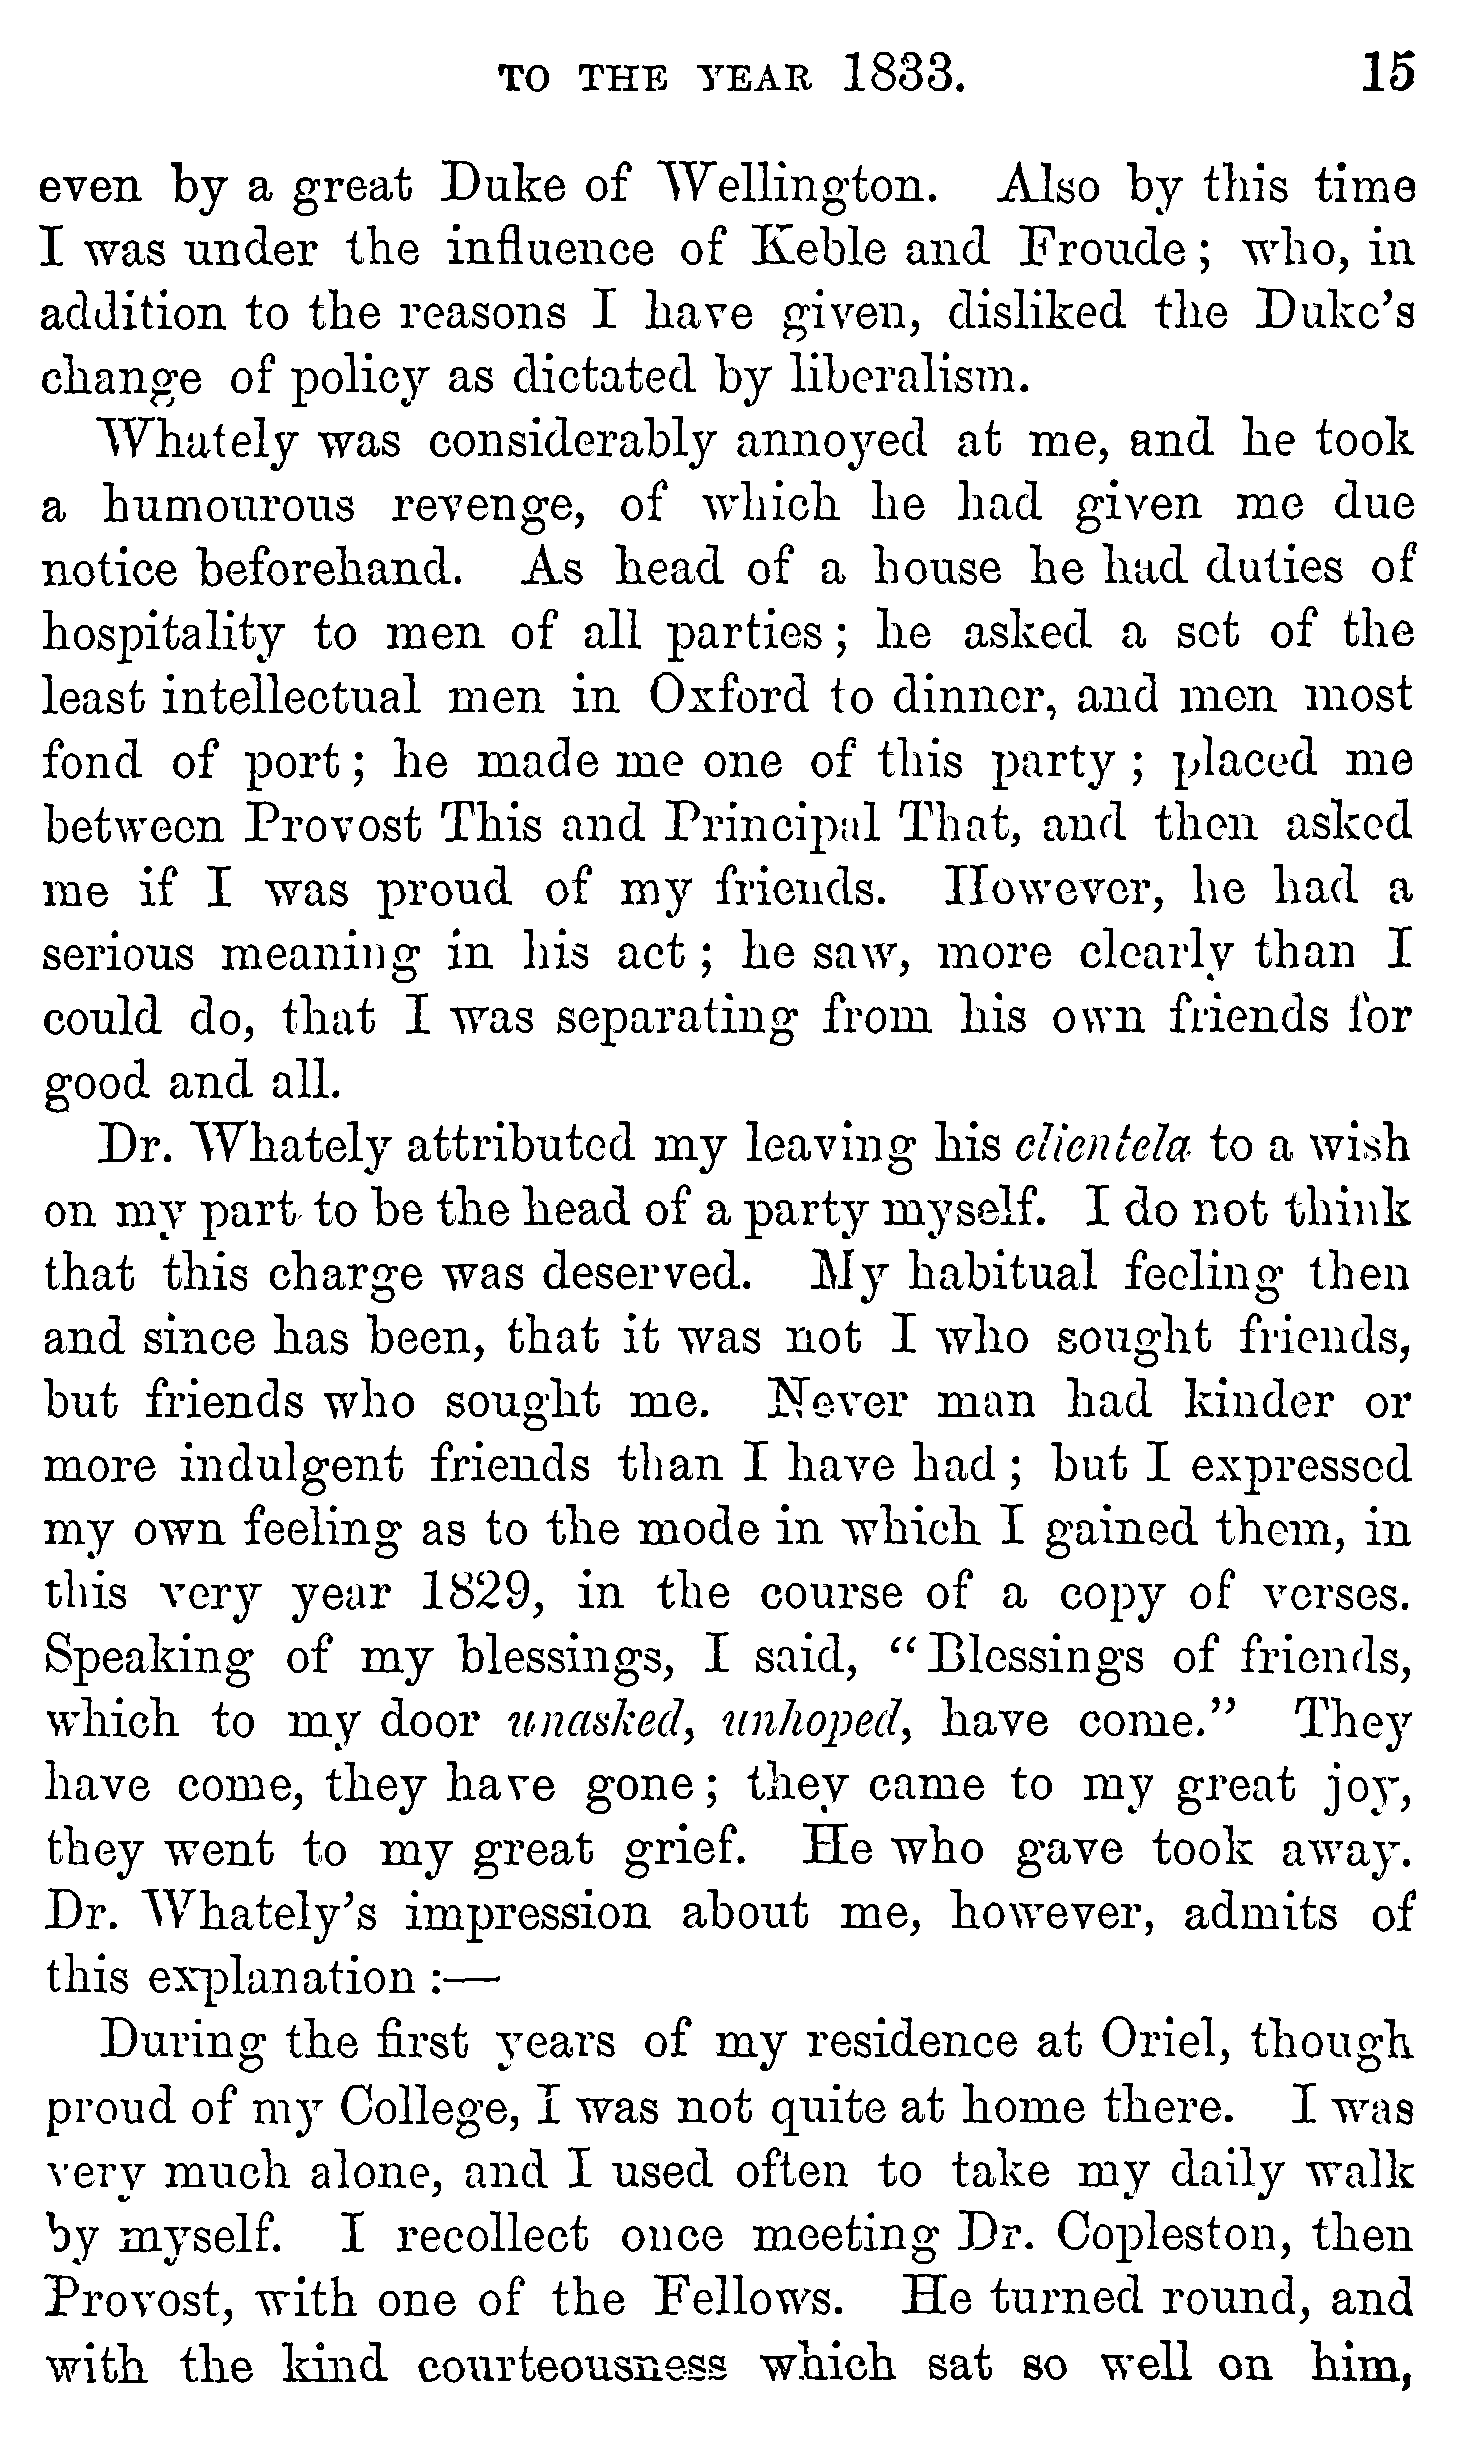 TO THE YEAR 1833. 15
even by a great Duke of Wellington. Also by this time
I was under the influence of Keble and Froude; who, in
addition to the reasons I have given, disliked the Duke's
change of policy as dictated by liberalism.
Whately was considerably annoyed at me, and he took
a humourous revenge, of which he had given me due
notice beforehand. As head of a house he had duties of
hospitality to men of all parties; he asked a set of the
least intellectual men in Oxford to dinner, and men most
fond of port; he made me one of this party; placed me
between Provost This and Principal That, and then asked
me if I was proud of my friends. However, he had a
serious meaning in his act; he saw, more clearly than I
could do, that I was separating from his own friends for
good and all.
Dr. Whately attributed my leaving his clientela to a wish
on my part to be the head of a party myself. I do not think
that this charge was deserved. My habitual feeling then
and since has been, that it was not I who sought friends,
but friends who sought me. Never man had kinder or
more indulgent friends than I have had; but I expressed
my own feeling as to the mode in which I gained them, in
this very year 1829, in the course of a copy of verses.
Speaking of my blessings, I said, "Blessings of friends,
which to my door unasked, unhoped, have come." They
have come, they have gone; they came to my great joy,
they went to my great grief. He who gave took away.
Dr. Whately's impression about me, however, admits of
this explanation:—
During the first years of my residence at Oriel, though
proud of my College, I was not quite at home there. I was
very much alone, and I used often to take my daily walk
by myself. I recollect once meeting Dr. Copleston, then
Provost, with one of the Fellows. He turned round, and
with the kind courteousness which sat so well on him,